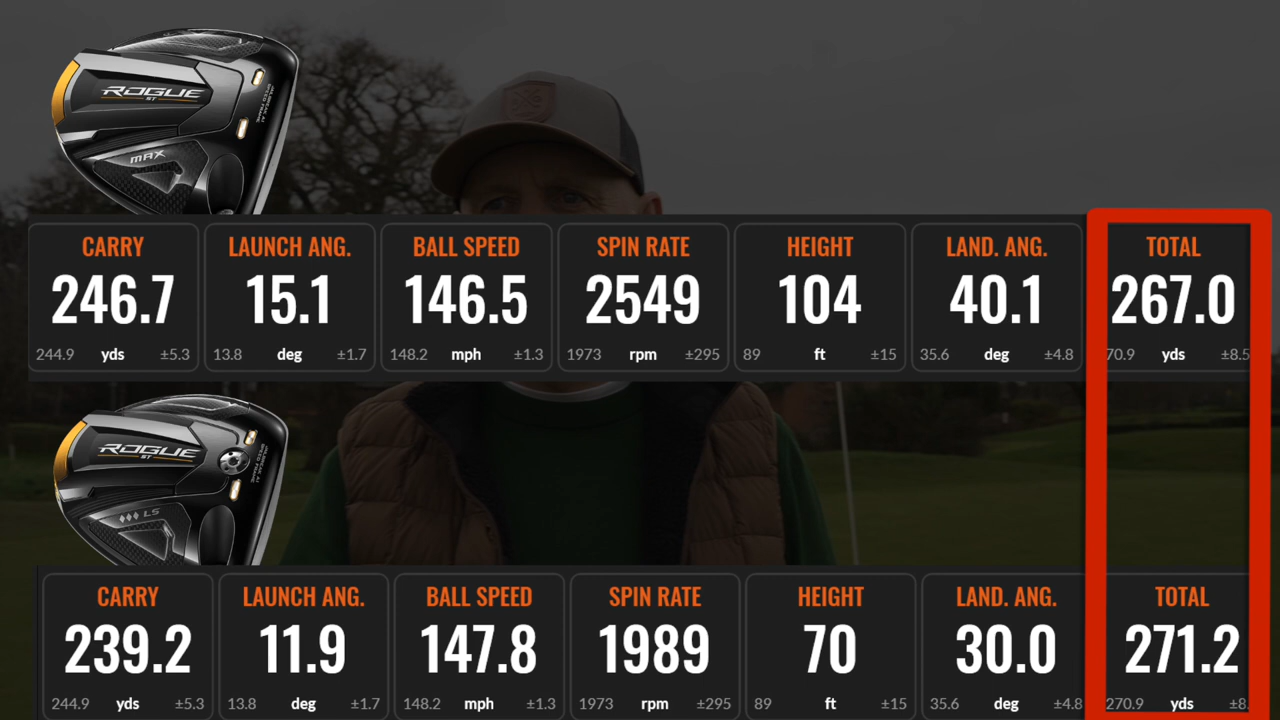 ROGUE
ST
MAX
CARRY LAUNCH ANG. BALL SPEED SPIN RATE HEIGHT LAND. ANG. TOTAL
246.7 15.1 146.5 2549 104 40.1 267.0
244.9 yds ±5.3 13.8 deg ±1.7 148.2 mph ±1.3 1973 rpm ±295 89 ft ±15 35.6 deg ±4.8 70.9 yds ±8.5
ROGUE
ST
LS
CARRY LAUNCH ANG. BALL SPEED SPIN RATE HEIGHT LAND. ANG. TOTAL
239.2 11.9 147.8 1989 70 30.0 271.2
244.9 yds ±5.3 13.8 deg ±1.7 148.2 mph ±1.3 1973 rpm ±295 89 ft ±15 35.6 deg ±4.8 270.9 yds ±8.